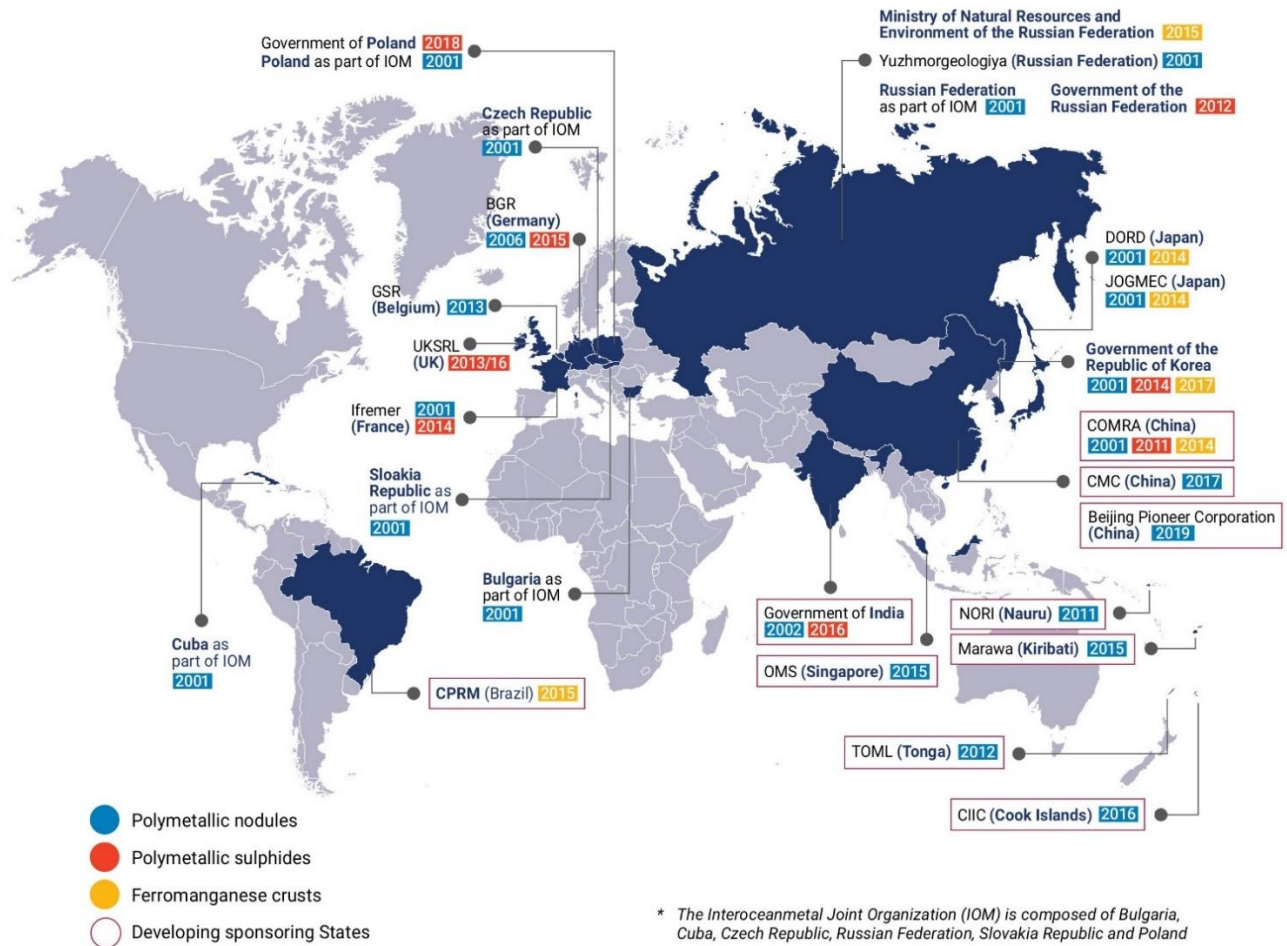 Government of Poland 2018
Poland as part of IOM 2001
Ministry of Natural Resources and
Environment of the Russian Federation 2015
Yuzhmorgeologiya (Russian Federation) 2001
Russian Federation
as part of IOM 2001
Government of the
Russian Federation 2012
Czech Republic
as part of IOM
2001
BGR
(Germany)
2006 2015
GSR
(Belgium) 2013
UKSRL
(UK) 2013/16
Ifremer 2001
(France) 2014
Sloakia
Republic as
part of IOM
2001
Bulgaria as
part of IOM
2001
Cuba as
part of IOM
2001
CPRM (Brazil) 2015
DORD (Japan)
2001 2014
JOGMEC (Japan)
2001 2014
Government of the
Republic of Korea
2001 2014 2017
COMRA (China)
2001 2011 2014
CMC (China) 2017
Beijing Pioneer Corporation
(China) 2019
Government of India
2002 2016
OMS (Singapore) 2015
NORI (Nauru) 2011
Marawa (Kiribati) 2015
TOML (Tonga) 2012
CIIC (Cook Islands) 2016
Polymetallic nodules
Polymetallic sulphides
Ferromanganese crusts
Developing sponsoring States
* The Interoceanmetal Joint Organization (IOM) is composed of Bulgaria,
Cuba, Czech Republic, Russian Federation, Slovakia Republic and Poland